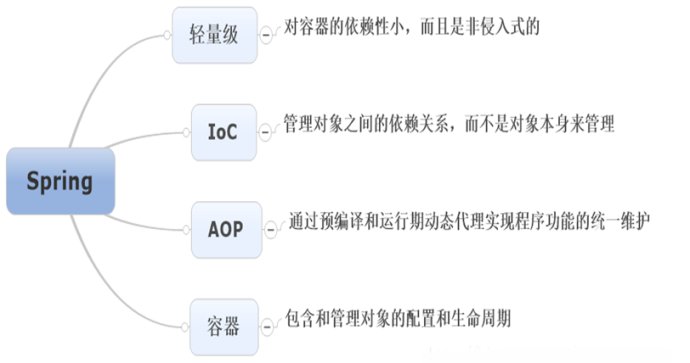 轻量级
对容器的依赖性小，而且是非侵入式的
IoC
管理对象之间的依赖关系，而不是对象本身来管理
Spring
AOP
通过预编译和运行期动态代理实现程序功能的统一维护
容器
包含和管理对象的配置和生命周期